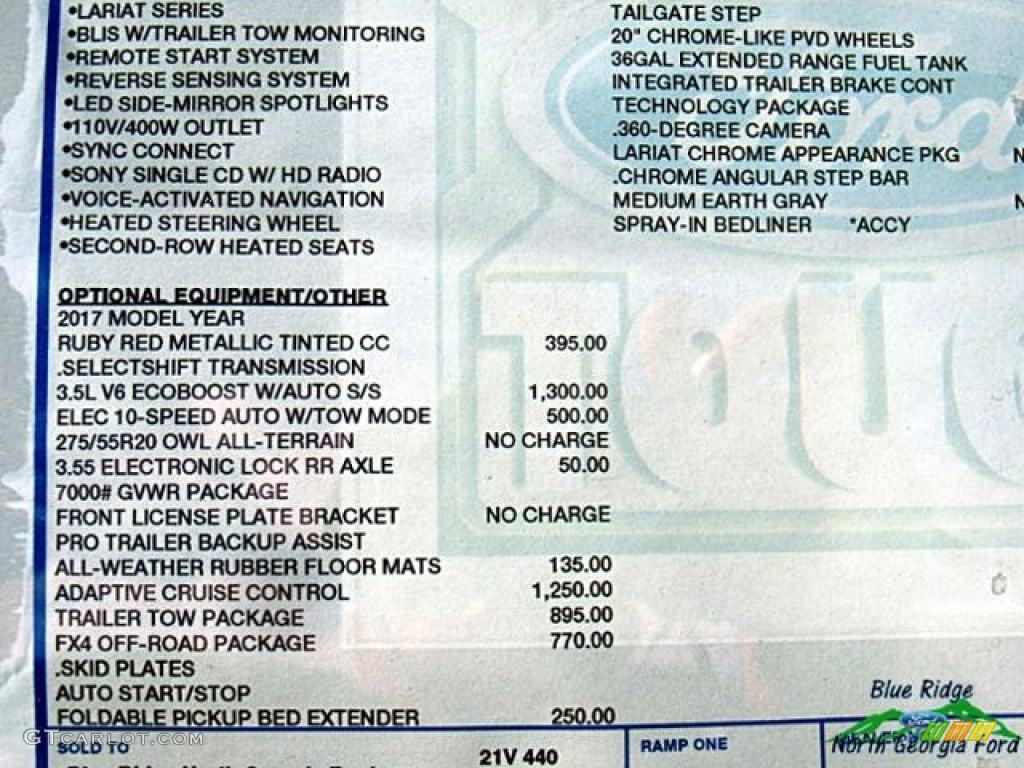 •LARIAT SERIES
•BLIS W/TRAILER TOW MONITORING
•REMOTE START SYSTEM
•REVERSE SENSING SYSTEM
•LED SIDE-MIRROR SPOTLIGHTS
•110V/400W OUTLET
•SYNC CONNECT
•SONY SINGLE CD W/ HD RADIO
•VOICE-ACTIVATED NAVIGATION
•HEATED STEERING WHEEL
•SECOND-ROW HEATED SEATS
TAILGATE STEP
20" CHROME-LIKE PVD WHEELS
36GAL EXTENDED RANGE FUEL TANK
INTEGRATED TRAILER BRAKE CONT
TECHNOLOGY PACKAGE
.360-DEGREE CAMERA
LARIAT CHROME APPEARANCE PKG N
.CHROME ANGULAR STEP BAR
MEDIUM EARTH GRAY N
SPRAY-IN BEDLINER *ACCY
OPTIONAL EQUIPMENT/OTHER
2017 MODEL YEAR
RUBY RED METALLIC TINTED CC 395.00
.SELECTSHIFT TRANSMISSION
3.5L V6 ECOBOOST W/AUTO S/S 1,300.00
ELEC 10-SPEED AUTO W/TOW MODE 500.00
275/55R20 OWL ALL-TERRAIN NO CHARGE
3.55 ELECTRONIC LOCK RR AXLE 50.00
7000# GVWR PACKAGE
FRONT LICENSE PLATE BRACKET NO CHARGE
PRO TRAILER BACKUP ASSIST
ALL-WEATHER RUBBER FLOOR MATS 135.00
ADAPTIVE CRUISE CONTROL 1,250.00
TRAILER TOW PACKAGE 895.00
FX4 OFF-ROAD PACKAGE 770.00
.SKID PLATES
AUTO START/STOP
FOLDABLE PICKUP BED EXTENDER 250.00
SOLD TO
21V 440
RAMP ONE
Blue Ridge
North Georgia Ford
GTcarlot.com
Ford